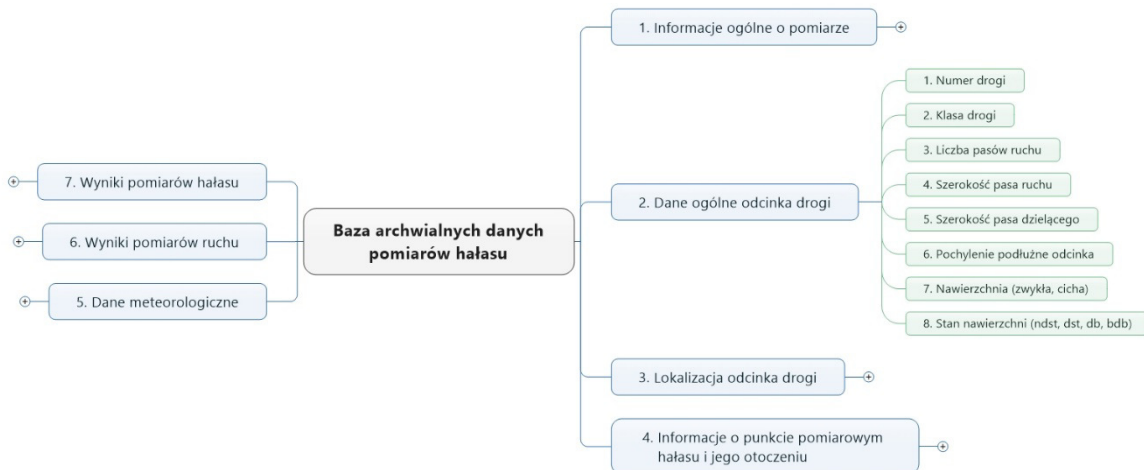 Baza archwialnych danych
pomiarów hałasu
1. Informacje ogólne o pomiarze
2. Dane ogólne odcinka drogi
1. Numer drogi
2. Klasa drogi
3. Liczba pasów ruchu
4. Szerokość pasa ruchu
5. Szerokość pasa dzielącego
6. Pochylenie podłużne odcinka
7. Nawierzchnia (zwykła, cicha)
8. Stan nawierzchni (ndst, dst, db, bdb)
3. Lokalizacja odcinka drogi
4. Informacje o punkcie pomiarowym
hałasu i jego otoczeniu
5. Dane meteorologiczne
6. Wyniki pomiarów ruchu
7. Wyniki pomiarów hałasu